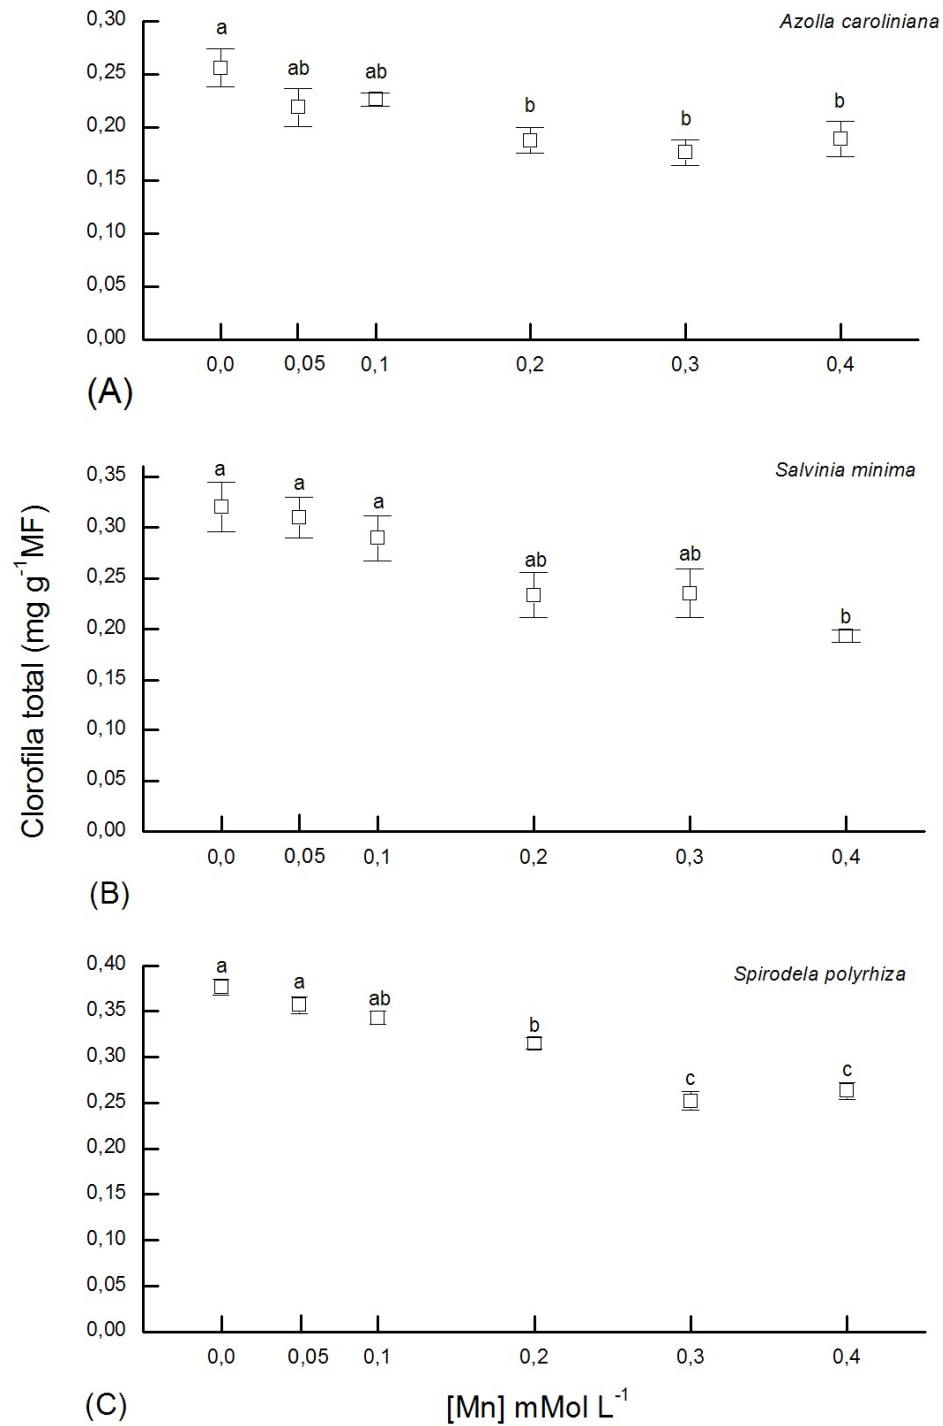 Azolla caroliniana
0,30
0,25
0,20
0,15
0,10
0,05
0,00
a
ab
ab
b
b
b
0,0 0,05 0,1 0,2 0,3 0,4
(A)
Clorofila total (mg g⁻¹MF)
Salvinia minima
0,35
0,30
0,25
0,20
0,15
0,10
0,05
0,00
a
a
a
ab
ab
b
0,0 0,05 0,1 0,2 0,3 0,4
(B)
Spirodela polyrhiza
0,40
0,35
0,30
0,25
0,20
0,15
0,10
0,05
0,00
a
a
ab
b
c
c
0,0 0,05 0,1 0,2 0,3 0,4
(C)
[Mn] mMol L⁻¹